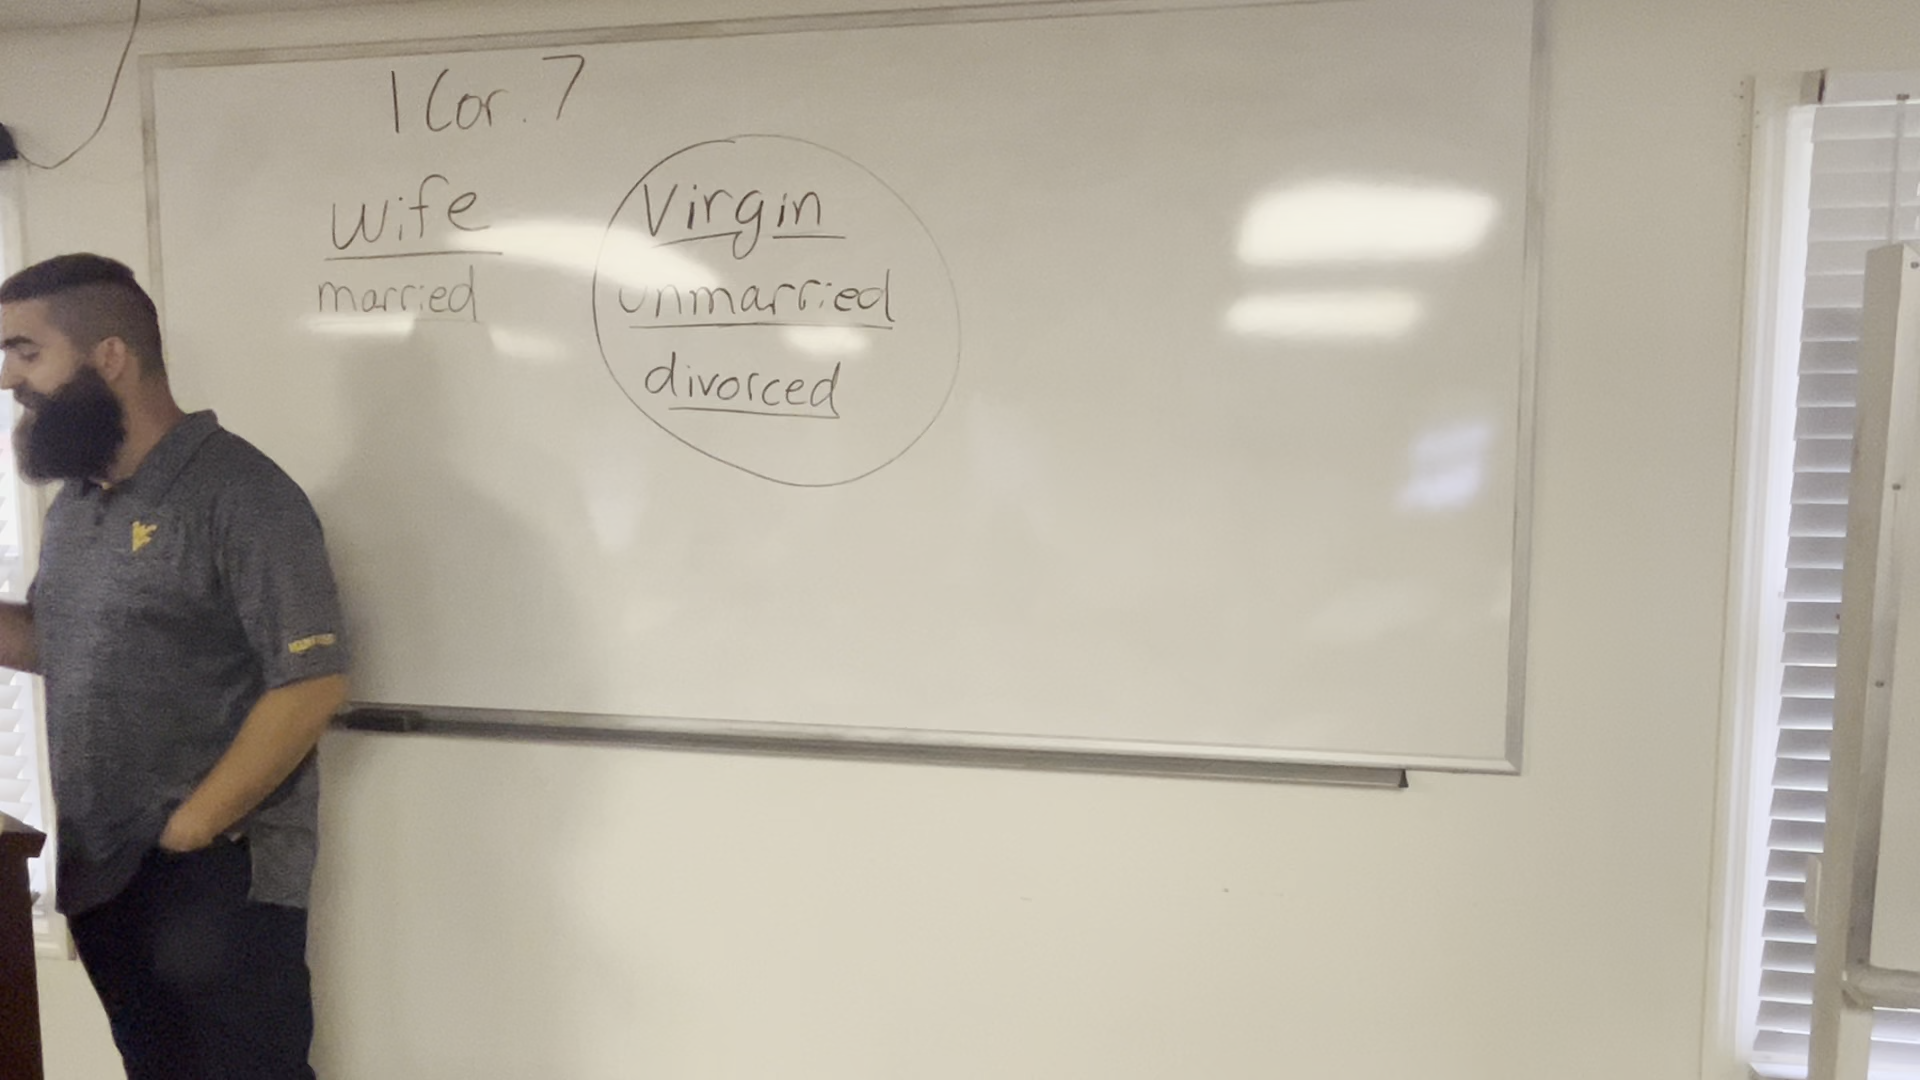 1 Cor. 7
wife
married
Virgin
unmarried
divorced